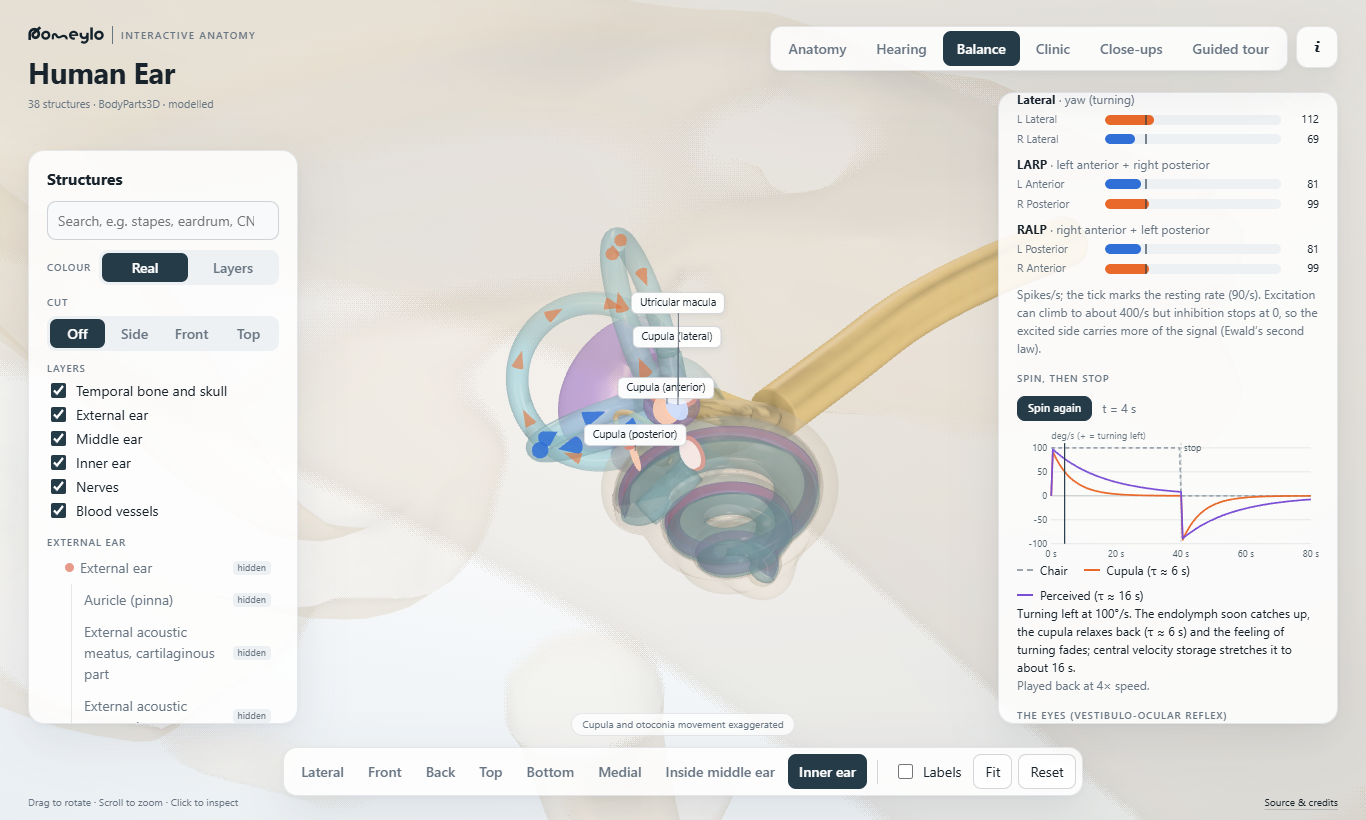 Pomeylo
INTERACTIVE ANATOMY
Human Ear
38 structures · BodyParts3D · modelled
Anatomy
Hearing
Balance
Clinic
Close-ups
Guided tour
i
Structures
Search, e.g. stapes, eardrum, CN
COLOUR
Real
Layers
CUT
Off
Side
Front
Top
LAYERS
Temporal bone and skull
External ear
Middle ear
Inner ear
Nerves
Blood vessels
EXTERNAL EAR
External ear
hidden
Auricle (pinna)
hidden
External acoustic
meatus, cartilaginous
part
hidden
External acoustic
hidden
Utricular macula
Cupula (lateral)
Cupula (anterior)
Cupula (posterior)
Cupula and otoconia movement exaggerated
Lateral · yaw (turning)
L Lateral 112
R Lateral 69
LARP · left anterior + right posterior
L Anterior 81
R Posterior 99
RALP · right anterior + left posterior
L Posterior 81
R Anterior 99
Spikes/s; the tick marks the resting rate (90/s). Excitation
can climb to about 400/s but inhibition stops at 0, so the
excited side carries more of the signal (Ewald's second
law).
SPIN, THEN STOP
Spin again
t = 4 s
deg/s (+ = turning left)
stop
100
50
0
-50
-100
0 s
20 s
40 s
60 s
80 s
Chair
Cupula (τ ≈ 6 s)
Perceived (τ ≈ 16 s)
Turning left at 100°/s. The endolymph soon catches up,
the cupula relaxes back (τ ≈ 6 s) and the feeling of
turning fades; central velocity storage stretches it to
about 16 s.
Played back at 4× speed.
THE EYES (VESTIBULO-OCULAR REFLEX)
Lateral
Front
Back
Top
Bottom
Medial
Inside middle ear
Inner ear
Labels
Fit
Reset
Drag to rotate · Scroll to zoom · Click to inspect
Source & credits